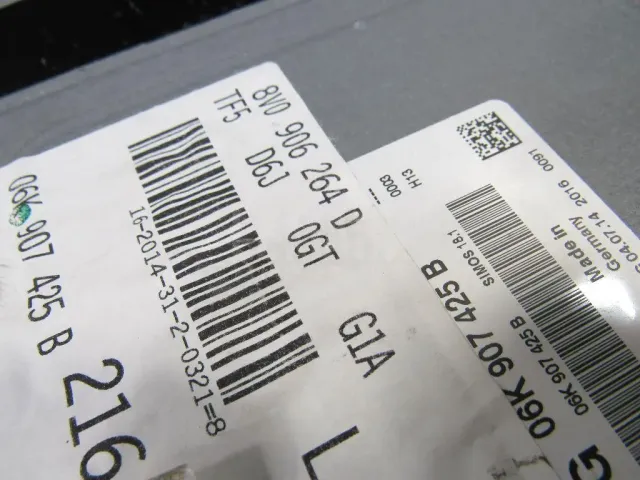 8V0 906 264 D
TF5 D6J 0GT G1A
16-2014-31-2-0321=8
06K 907 425 B
216
L
0091
2016
04.07.14
Made in
Germany
SIMOS 18.1
06K 907 425 B
H13
0003
06K 907 425 B
G